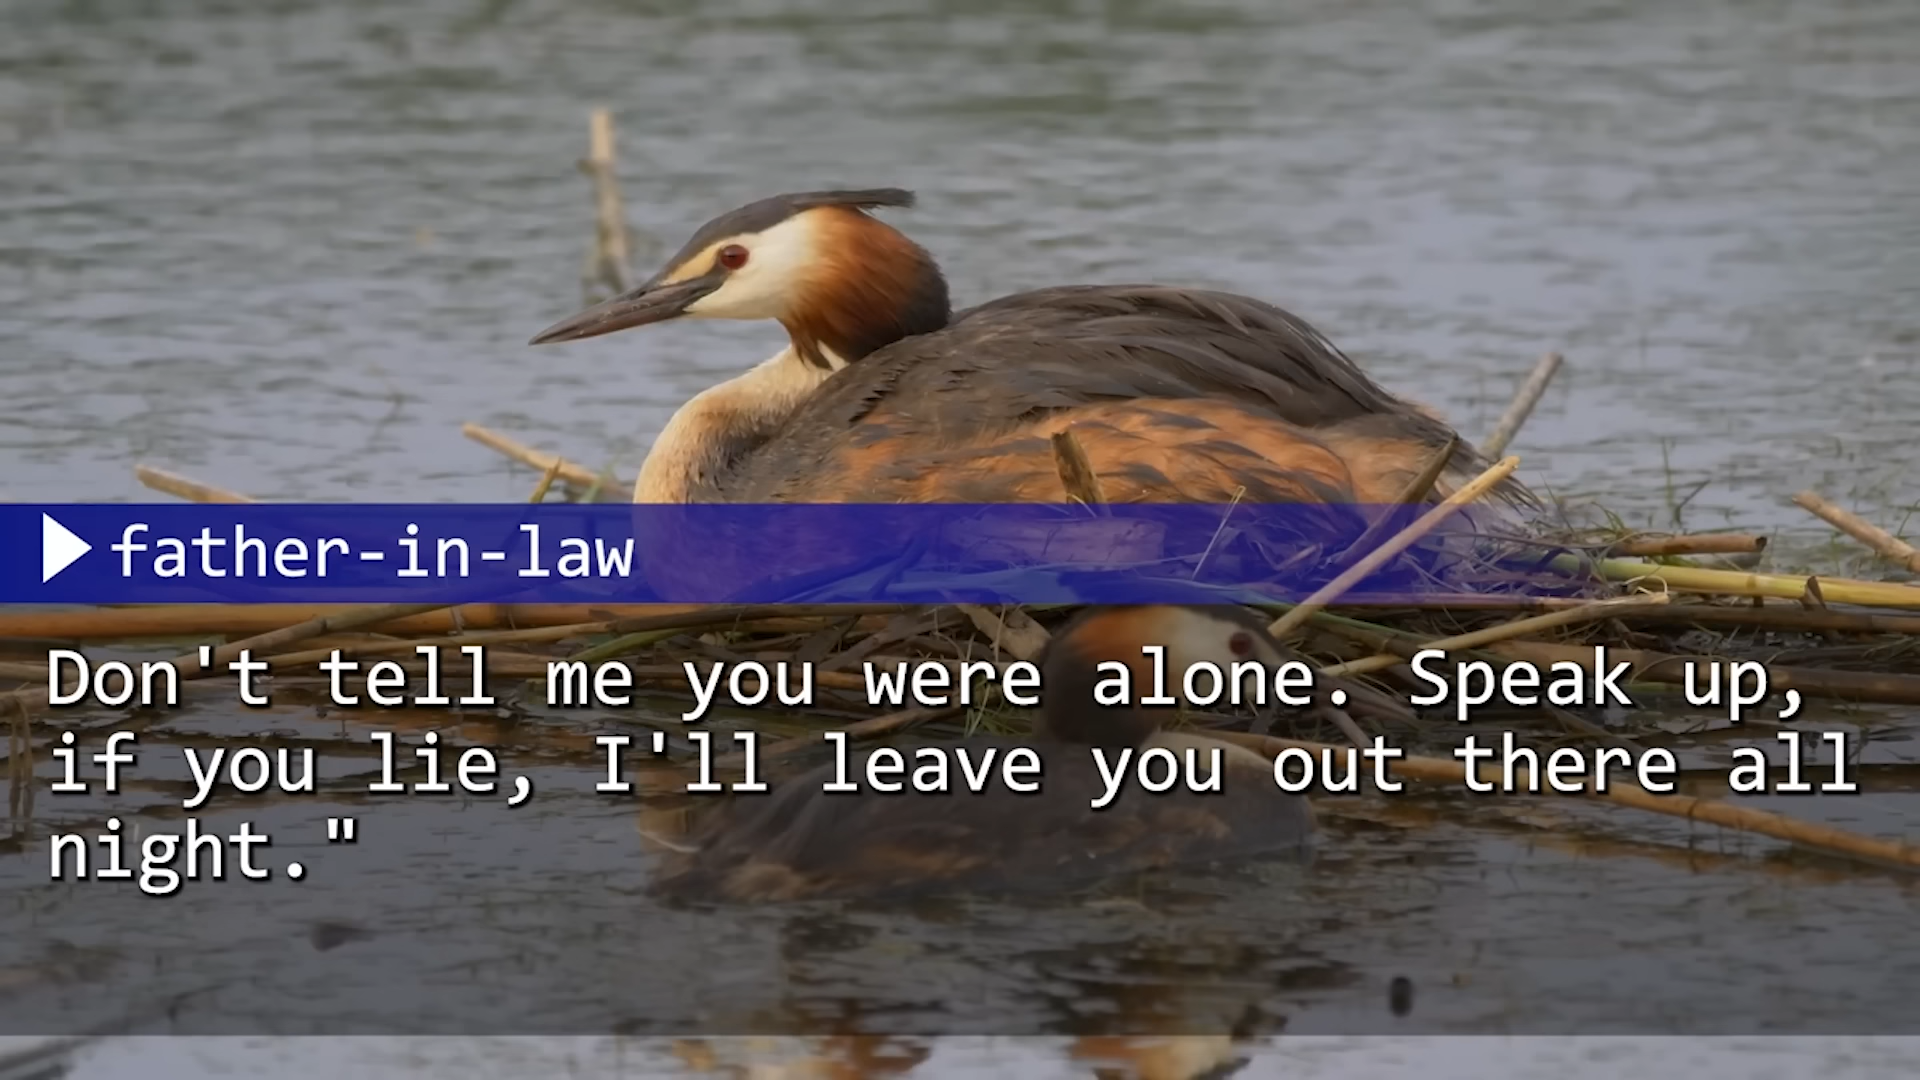 father-in-law
Don't tell me you were alone. Speak up,
if you lie, I'll leave you out there all
night."